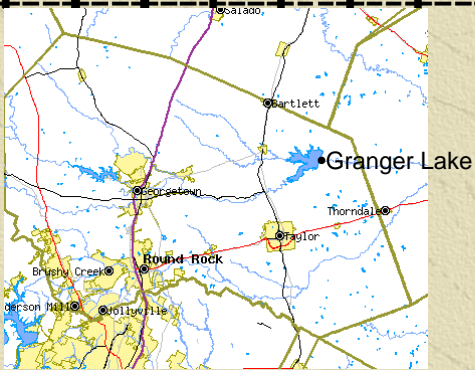 Salado
Bartlett
Granger Lake
Georgetown
Thorndale
Taylor
Round Rock
Brushy Creek
derson Mill
Jollyville